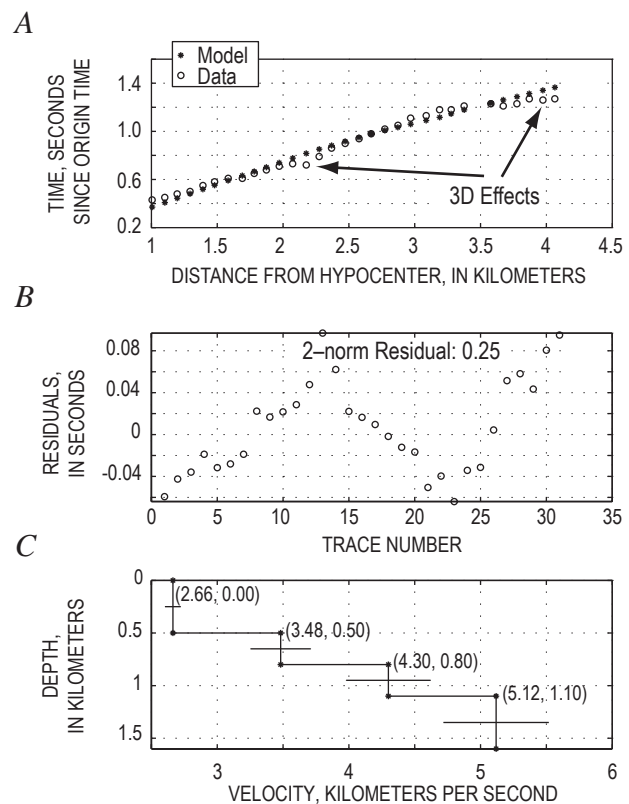 A
TIME, SECONDS
SINCE ORIGIN TIME
Model
Data
1.4
1.0
0.6
0.2
3D Effects
1 1.5 2 2.5 3 3.5 4 4.5
DISTANCE FROM HYPOCENTER, IN KILOMETERS
B
RESIDUALS,
IN SECONDS
0.08
0.04
0
-0.04
2–norm Residual: 0.25
0 5 10 15 20 25 30 35
TRACE NUMBER
C
DEPTH,
IN KILOMETERS
0
0.5
1
1.5
(2.66, 0.00)
(3.48, 0.50)
(4.30, 0.80)
(5.12, 1.10)
3 4 5 6
VELOCITY, KILOMETERS PER SECOND